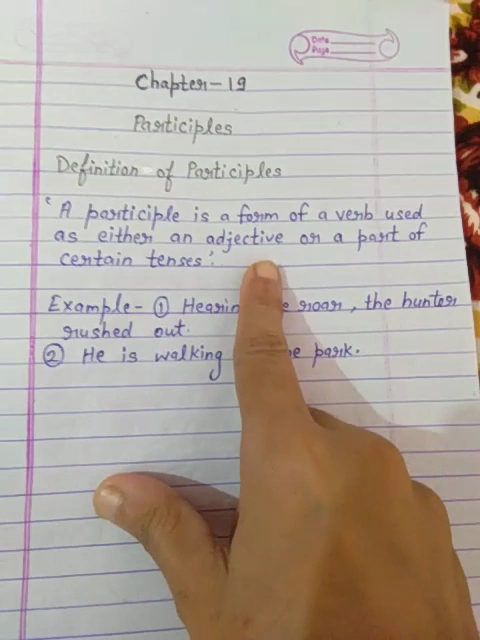 Date
Page
Chapter-19
Participles
Definition of Participles
'A participle is a form of a verb used
as either an adjective or a part of
certain tenses'.
Example- ① Hearin e roar, the hunter
rushed out.
② He is walking e park.